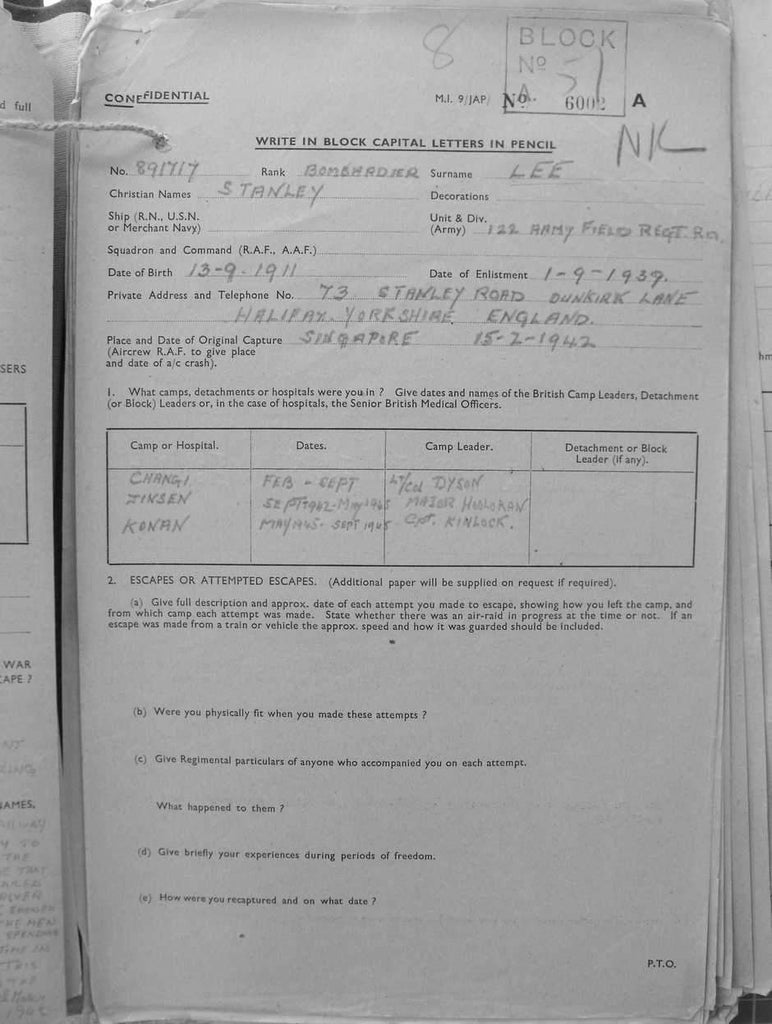 8
BLOCK
No
A
CONFIDENTIAL
M.I. 9/JAP/ No. 6002 A
NK
WRITE IN BLOCK CAPITAL LETTERS IN PENCIL
No. 891717 Rank BOMBHADIER Surname LEE
Christian Names STANLEY Decorations
Ship (R.N., U.S.N. Unit & Div.
or Merchant Navy) (Army) 122 ARMY FIELD REGT. RA.
Squadron and Command (R.A.F., A.A.F.)
Date of Birth 13-9-1911 Date of Enlistment 1-9-1939.
Private Address and Telephone No. 73 STANLEY ROAD DUNKIRK LANE
HALIFAX. YORKSHIRE. ENGLAND.
Place and Date of Original Capture SINGAPORE 15-2-1942
(Aircrew R.A.F. to give place
and date of a/c crash).
1. What camps, detachments or hospitals were you in ? Give dates and names of the British Camp Leaders, Detachment
(or Block) Leaders or, in the case of hospitals, the Senior British Medical Officers.
Camp or Hospital. Dates. Camp Leader. Detachment or Block
Leader (if any).
CHANGI FEB - SEPT Lt/Col DYSON
JINSEN SEPT 1942-May 1945 MAJOR
KONAN MAY 1945- SEPT 1945 Cpt. KINLOCK.
2. ESCAPES OR ATTEMPTED ESCAPES. (Additional paper will be supplied on request if required).
(a) Give full description and approx. date of each attempt you made to escape, showing how you left the camp, and
from which camp each attempt was made. State whether there was an air-raid in progress at the time or not. If an
escape was made from a train or vehicle the approx. speed and how it was guarded should be included.
(b) Were you physically fit when you made these attempts ?
(c) Give Regimental particulars of anyone who accompanied you on each attempt.
What happened to them ?
(d) Give briefly your experiences during periods of freedom.
(e) How were you recaptured and on what date ?
P.T.O.
d full
SERS
WAR
CAPE ?
AMES.